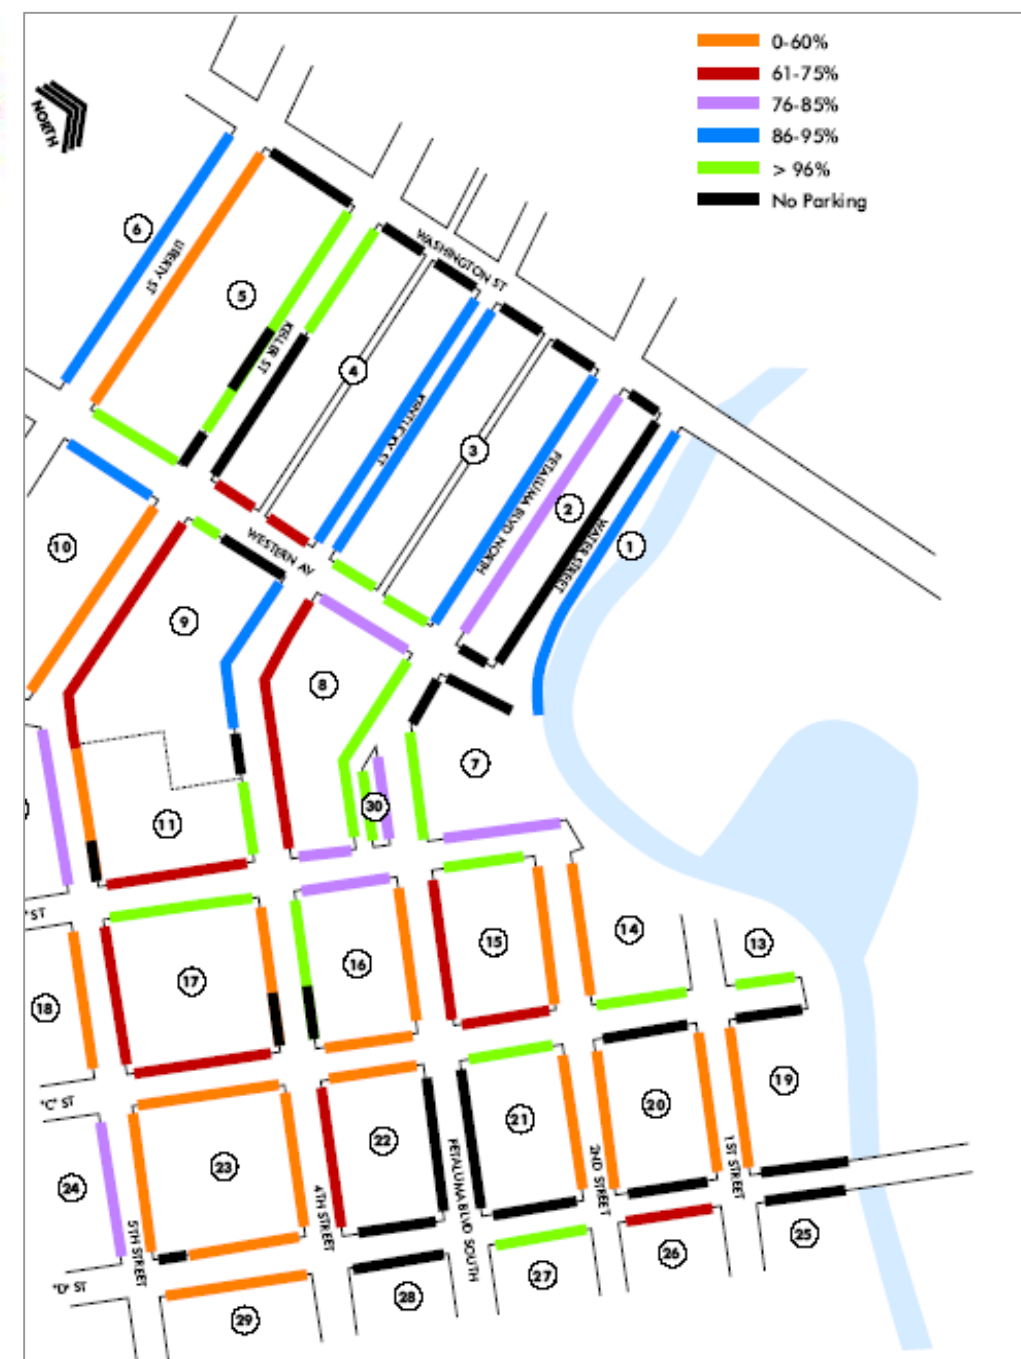 0-60%
61-75%
76-85%
86-95%
> 96%
No Parking
NORTH
WASHINGTON ST
6
LIBERTY ST
5
KELLER ST
4
KENTUCKY ST
3
PETALUMA BLVD NORTH
2
WATER STREET
1
10
WESTERN AV
9
8
7
30
11
ST
14
13
15
16
17
18
"C" ST
19
20
21
22
23
24
5TH STREET
4TH STREET
PETALUMA BLVD SOUTH
2ND STREET
1ST STREET
25
26
27
28
29
"D" ST